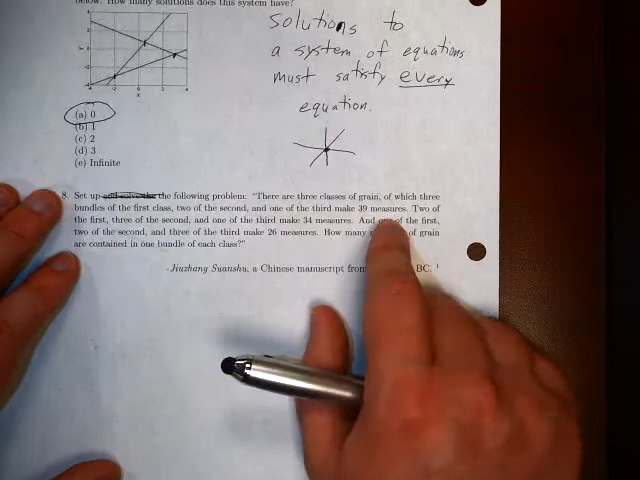 below. How many solutions does this system have?
(a) 0
(b) 1
(c) 2
(d) 3
(e) Infinite
Solutions to
a system of equations
must satisfy every
equation.
8. Set up and solve the the following problem: "There are three classes of grain, of which three
bundles of the first class, two of the second, and one of the third make 39 measures. Two of
the first, three of the second, and one of the third make 34 measures. And one of the first,
two of the second, and three of the third make 26 measures. How many of grain
are contained in one bundle of each class?"
-Jiuzhang Suanshu, a Chinese manuscript from BC. 1